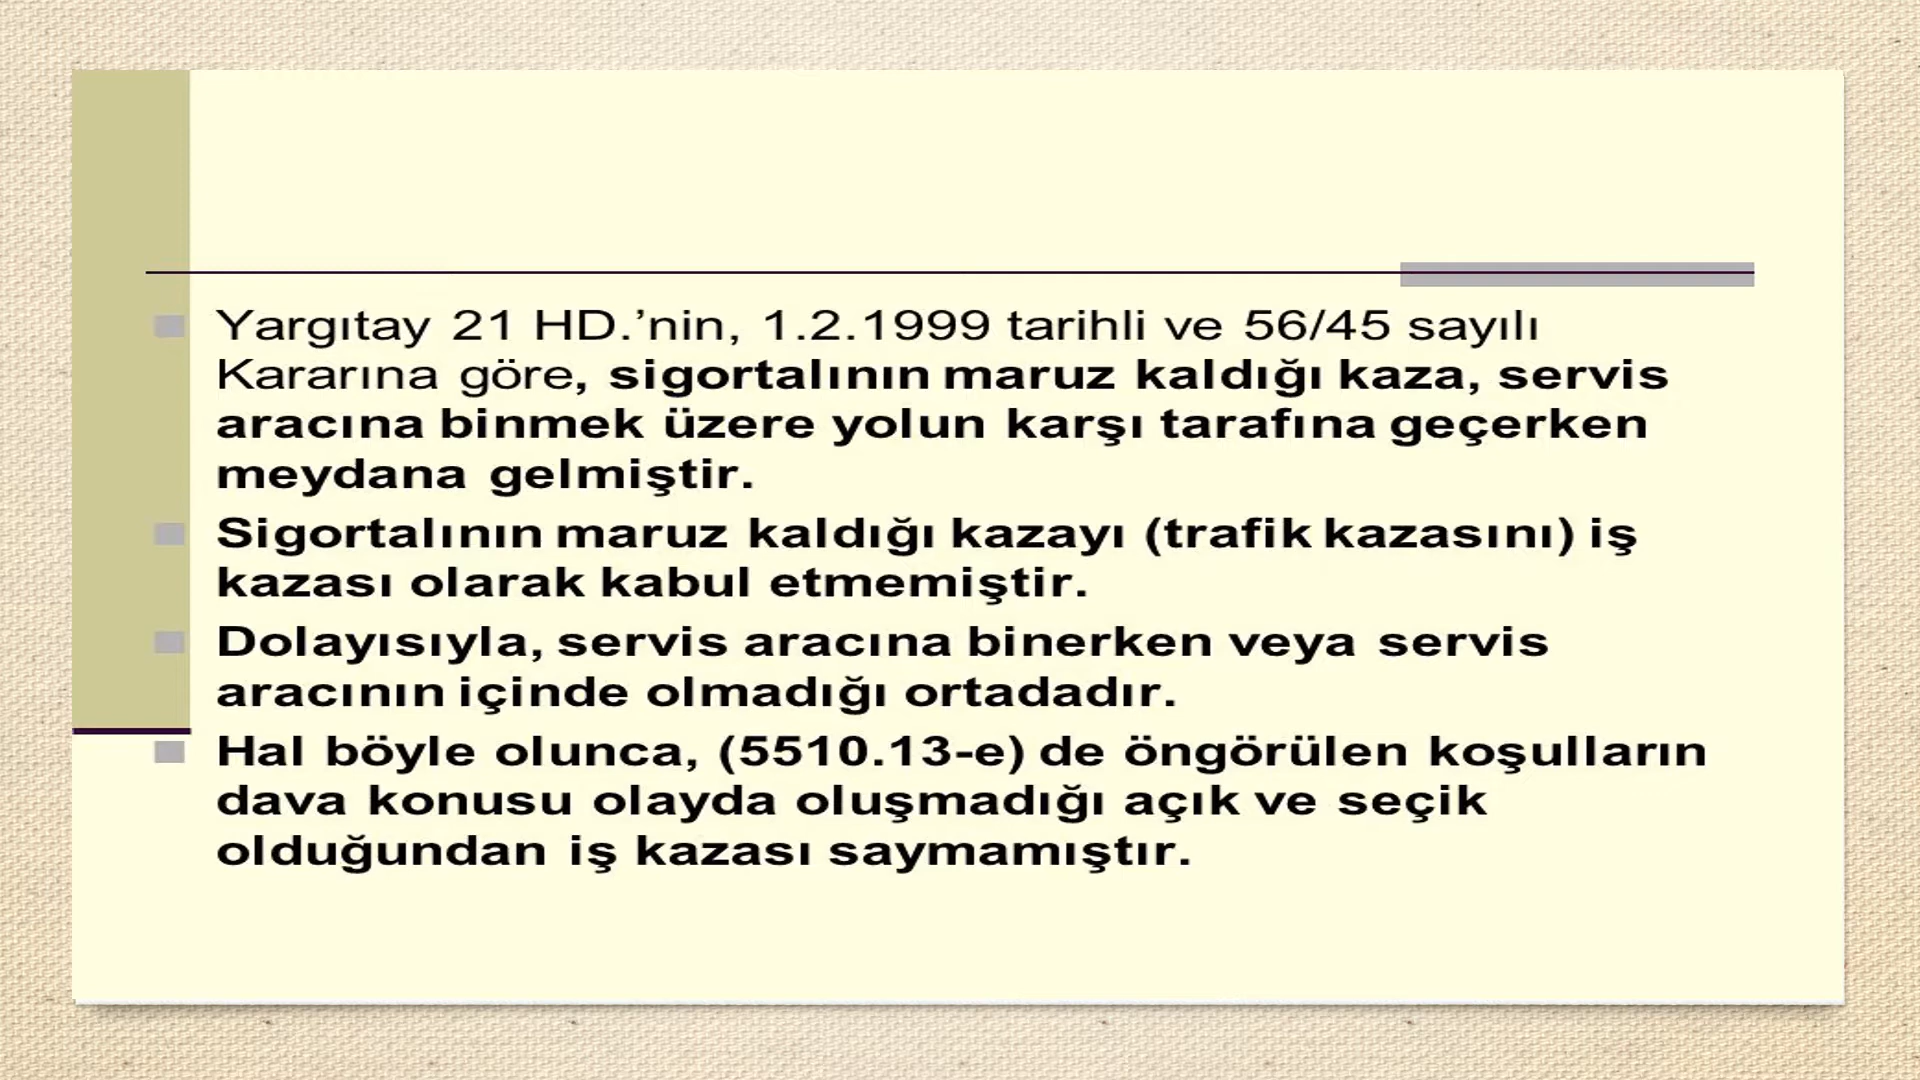 Yargıtay 21 HD.’nin, 1.2.1999 tarihli ve 56/45 sayılı
Kararına göre, sigortalının maruz kaldığı kaza, servis
aracına binmek üzere yolun karşı tarafına geçerken
meydana gelmiştir.
Sigortalının maruz kaldığı kazayı (trafik kazasını) iş
kazası olarak kabul etmemiştir.
Dolayısıyla, servis aracına binerken veya servis
aracının içinde olmadığı ortadadır.
Hal böyle olunca, (5510.13-e) de öngörülen koşulların
dava konusu olayda oluşmadığı açık ve seçik
olduğundan iş kazası saymamıştır.